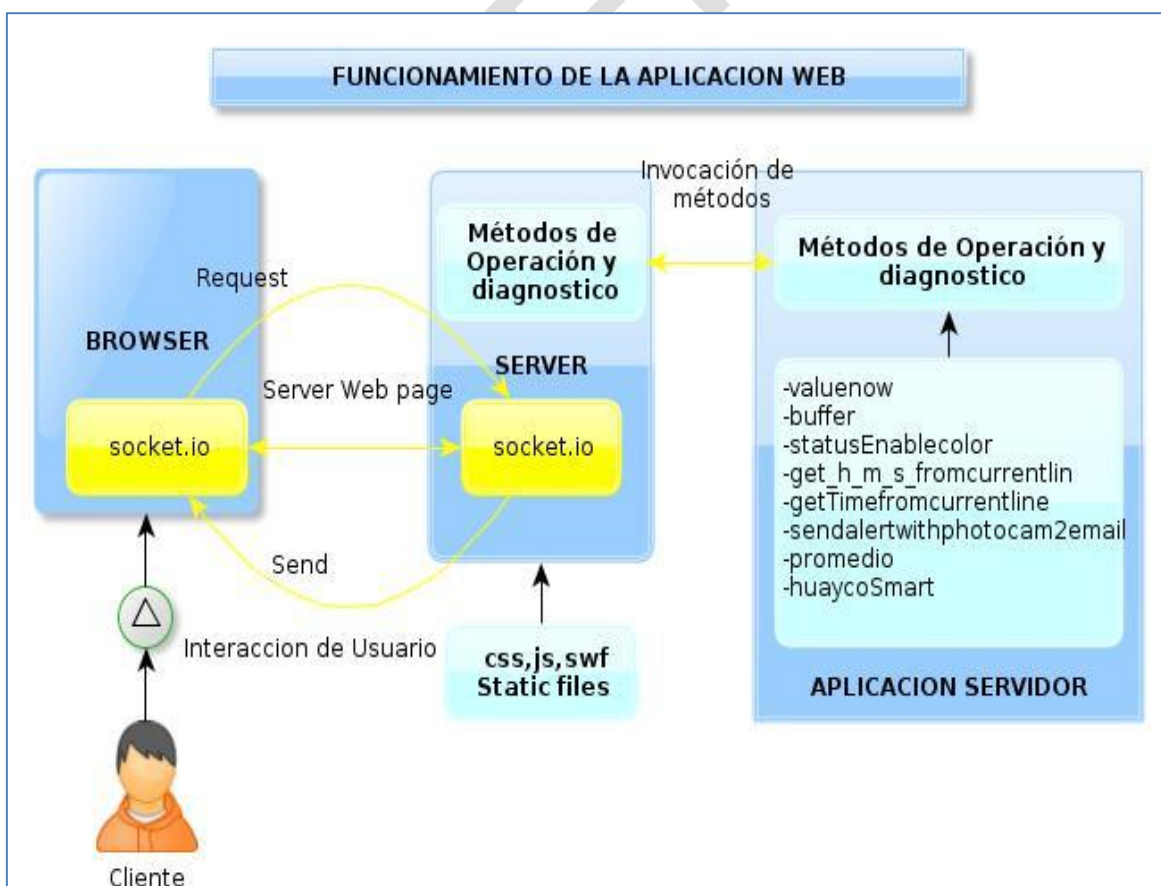 FUNCIONAMIENTO DE LA APLICACION WEB
Invocación de
métodos
Métodos de
Operación y
diagnostico
Métodos de Operación y
diagnostico
Request
BROWSER
SERVER
Server Web page
socket.io
socket.io
-valuenow
-buffer
-statusEnablecolor
-get_h_m_s_fromcurrentlin
-getTimefromcurrentline
-sendalertwithphotocam2email
-promedio
-huaycoSmart
Send
Interaccion de Usuario
css,js,swf
Static files
APLICACION SERVIDOR
Cliente